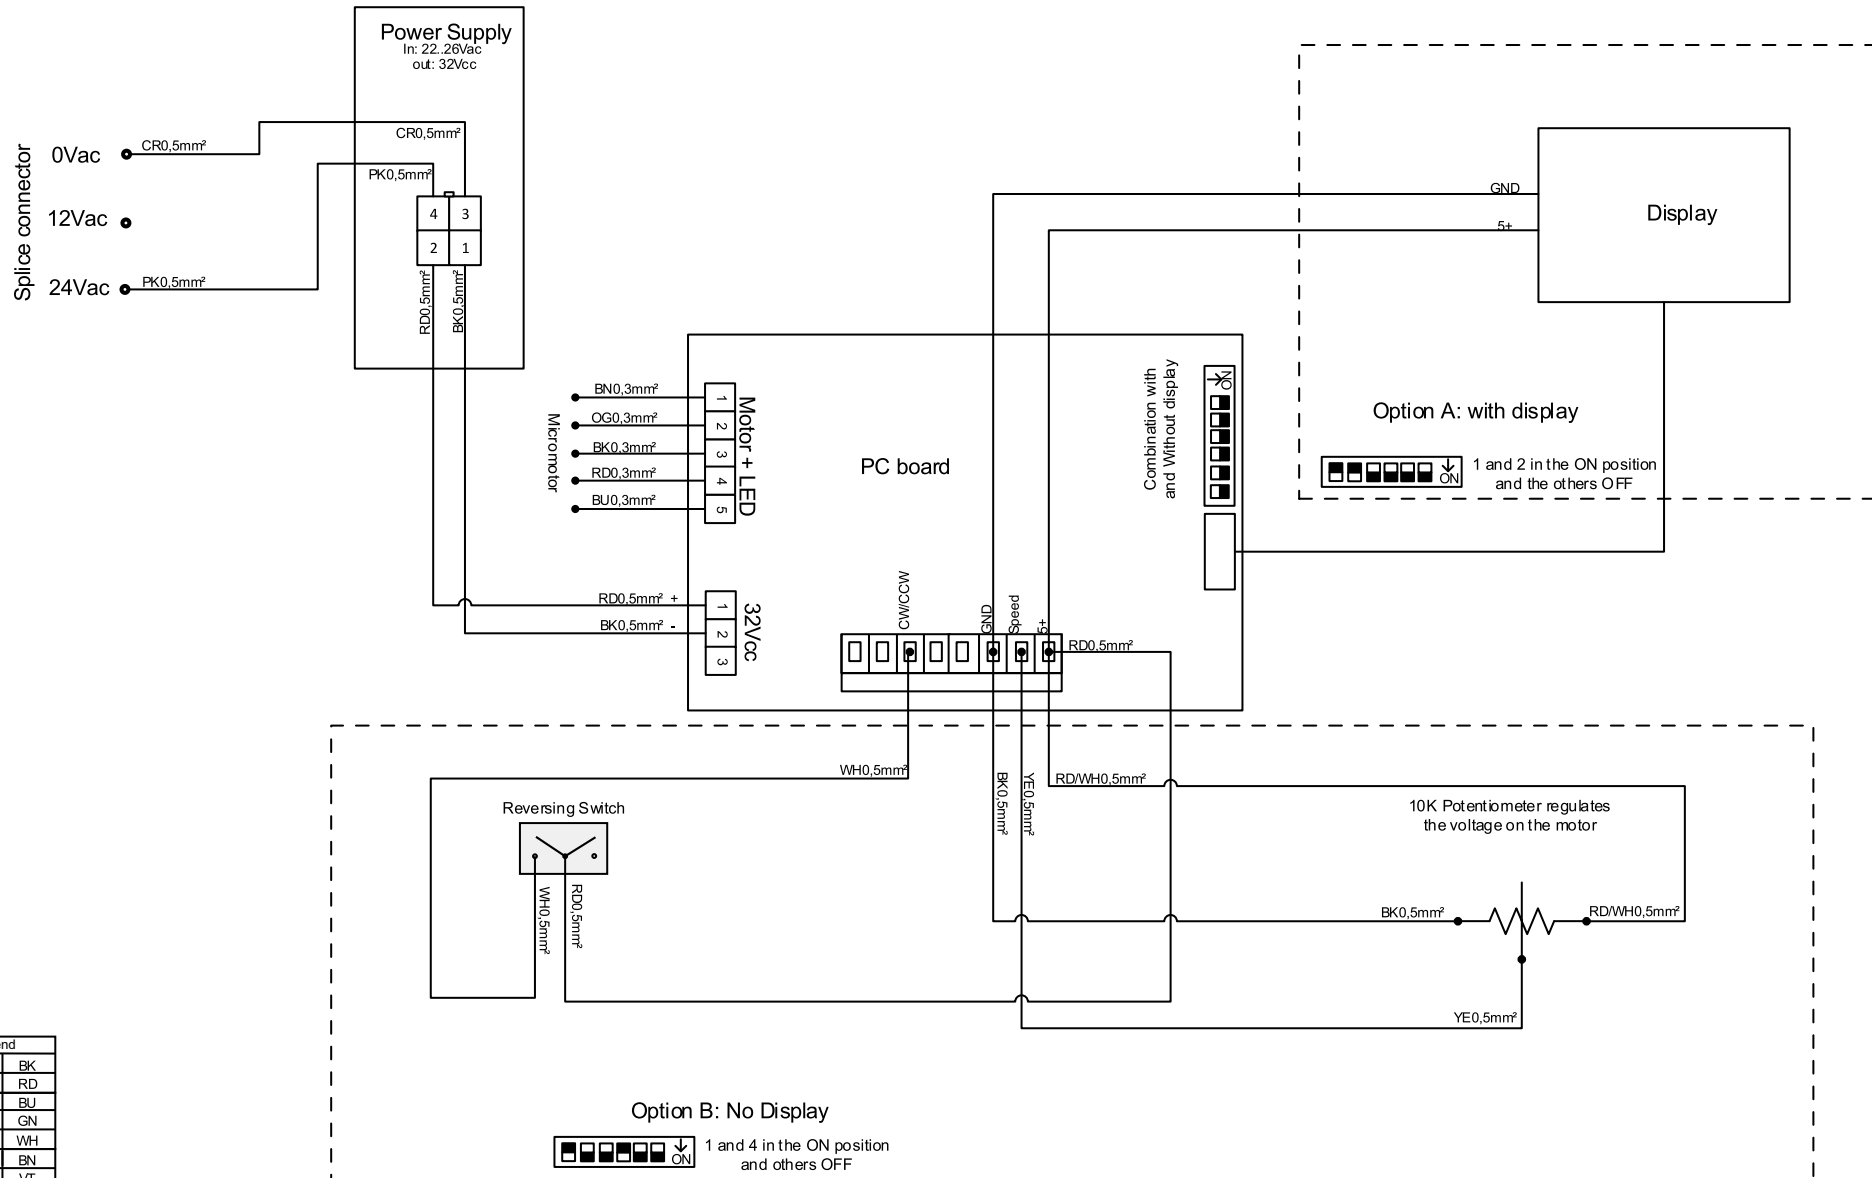 Power Supply
In: 22..26Vac
out: 32Vcc
Splice connector
0Vac
CR0,5mm²
CR0,5mm²
PK0,5mm²
12Vac
24Vac
PK0,5mm²
4
3
2
1
RD0,5mm²
BK0,5mm²
GND
5+
Display
Option A: with display
ON
1 and 2 in the ON position
and the others OFF
Micromotor
BN0,3mm²
OG0,3mm²
BK0,3mm²
RD0,3mm²
BU0,3mm²
1
2
3
4
5
Motor + LED
PC board
Combination with
and Without display
ON
RD0,5mm² +
BK0,5mm² -
1
2
3
32Vcc
CW/CCW
GND
Speed
5+
RD0,5mm²
WH0,5mm²
BK0,5mm²
YE0,5mm²
RD/WH0,5mm²
Reversing Switch
WH0,5mm²
RD0,5mm²
10K Potentiometer regulates
the voltage on the motor
BK0,5mm²
RD/WH0,5mm²
YE0,5mm²
Option B: No Display
ON
1 and 4 in the ON position
and others OFF
BK
RD
BU
GN
WH
BN